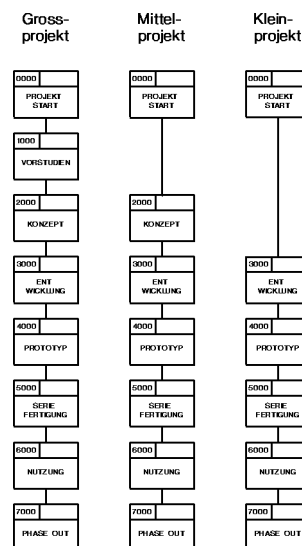 Gross-
projekt
0000
PROJEKT
START
1000
VORSTUDIEN
2000
KONZEPT
3000
ENT
WICKLUNG
4000
PROTOTYP
5000
SERIE
FERTIGUNG
6000
NUTZUNG
7000
PHASE OUT
Mittel-
projekt
0000
PROJEKT
START
2000
KONZEPT
3000
ENT
WICKLUNG
4000
PROTOTYP
5000
SERIE
FERTIGUNG
6000
NUTZUNG
7000
PHASE OUT
Klein-
projekt
0000
PROJEKT
START
3000
ENT
WICKLUNG
4000
PROTOTYP
5000
SERIE
FERTIGUNG
6000
NUTZUNG
7000
PHASE OUT